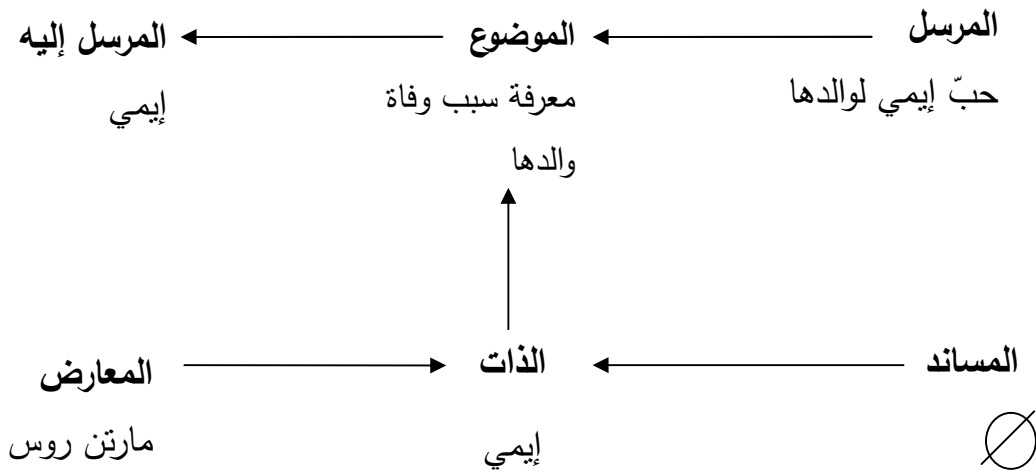 المرسل
الموضوع
المرسل إليه
حبّ إيمي لوالدها
معرفة سبب وفاة
والدها
إيمي
المساند
الذات
المعارض
إيمي
مارتن روس